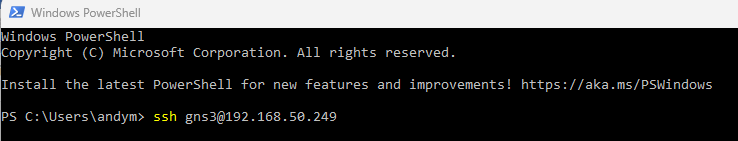 Windows PowerShell
Windows PowerShell
Copyright (C) Microsoft Corporation. All rights reserved.
Install the latest PowerShell for new features and improvements! https://aka.ms/PSWindows
PS C:\Users\andym> ssh gns3@192.168.50.249